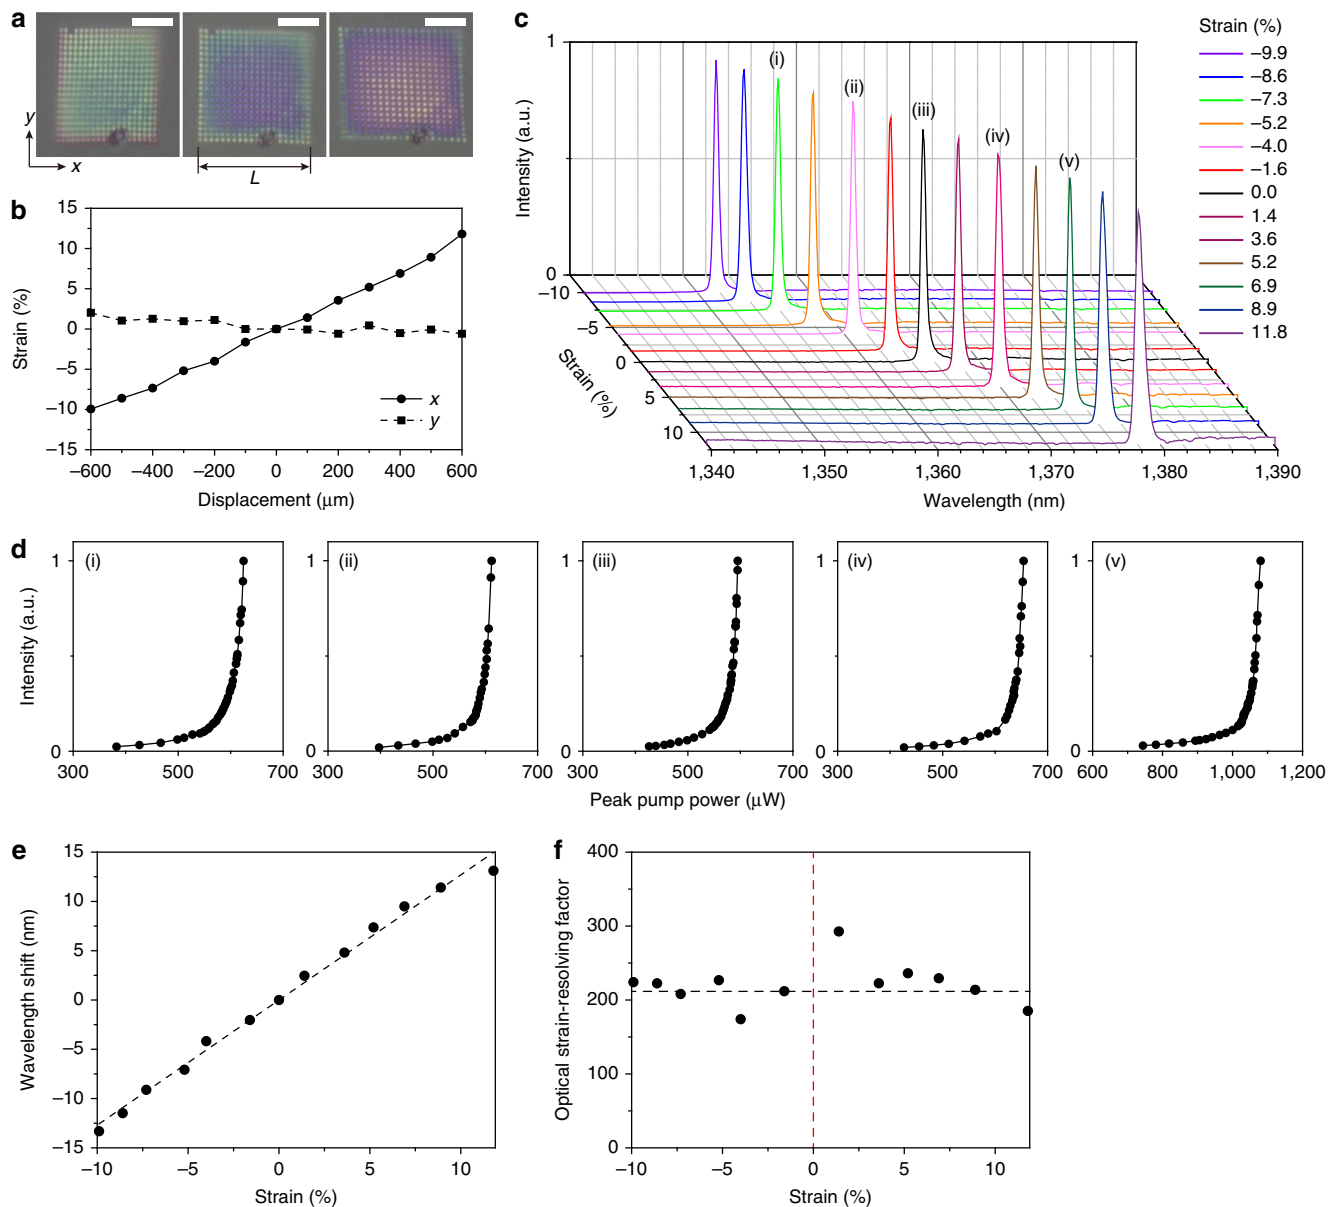 a
y
x
L
b
Strain (%)
15
10
5
0
−5
−10
−15
−600
−400
−200
0
200
400
600
Displacement (μm)
x
y
c
Intensity (a.u.)
1
0
(i)
(ii)
(iii)
(iv)
(v)
−10
−5
0
5
10
Strain (%)
1,340
1,350
1,360
1,370
1,380
1,390
Wavelength (nm)
Strain (%)
−9.9
−8.6
−7.3
−5.2
−4.0
−1.6
0.0
1.4
3.6
5.2
6.9
8.9
11.8
d
Intensity (a.u.)
(i)
1
0
300
500
700
(ii)
1
0
300
500
700
(iii)
1
0
300
500
700
(iv)
1
0
300
500
700
(v)
1
0
600
800
1,000
1,200
Peak pump power (μW)
e
Wavelength shift (nm)
15
10
5
0
−5
−10
−15
−10
−5
0
5
10
Strain (%)
f
Optical strain-resolving factor
400
300
200
100
0
−10
−5
0
5
10
Strain (%)